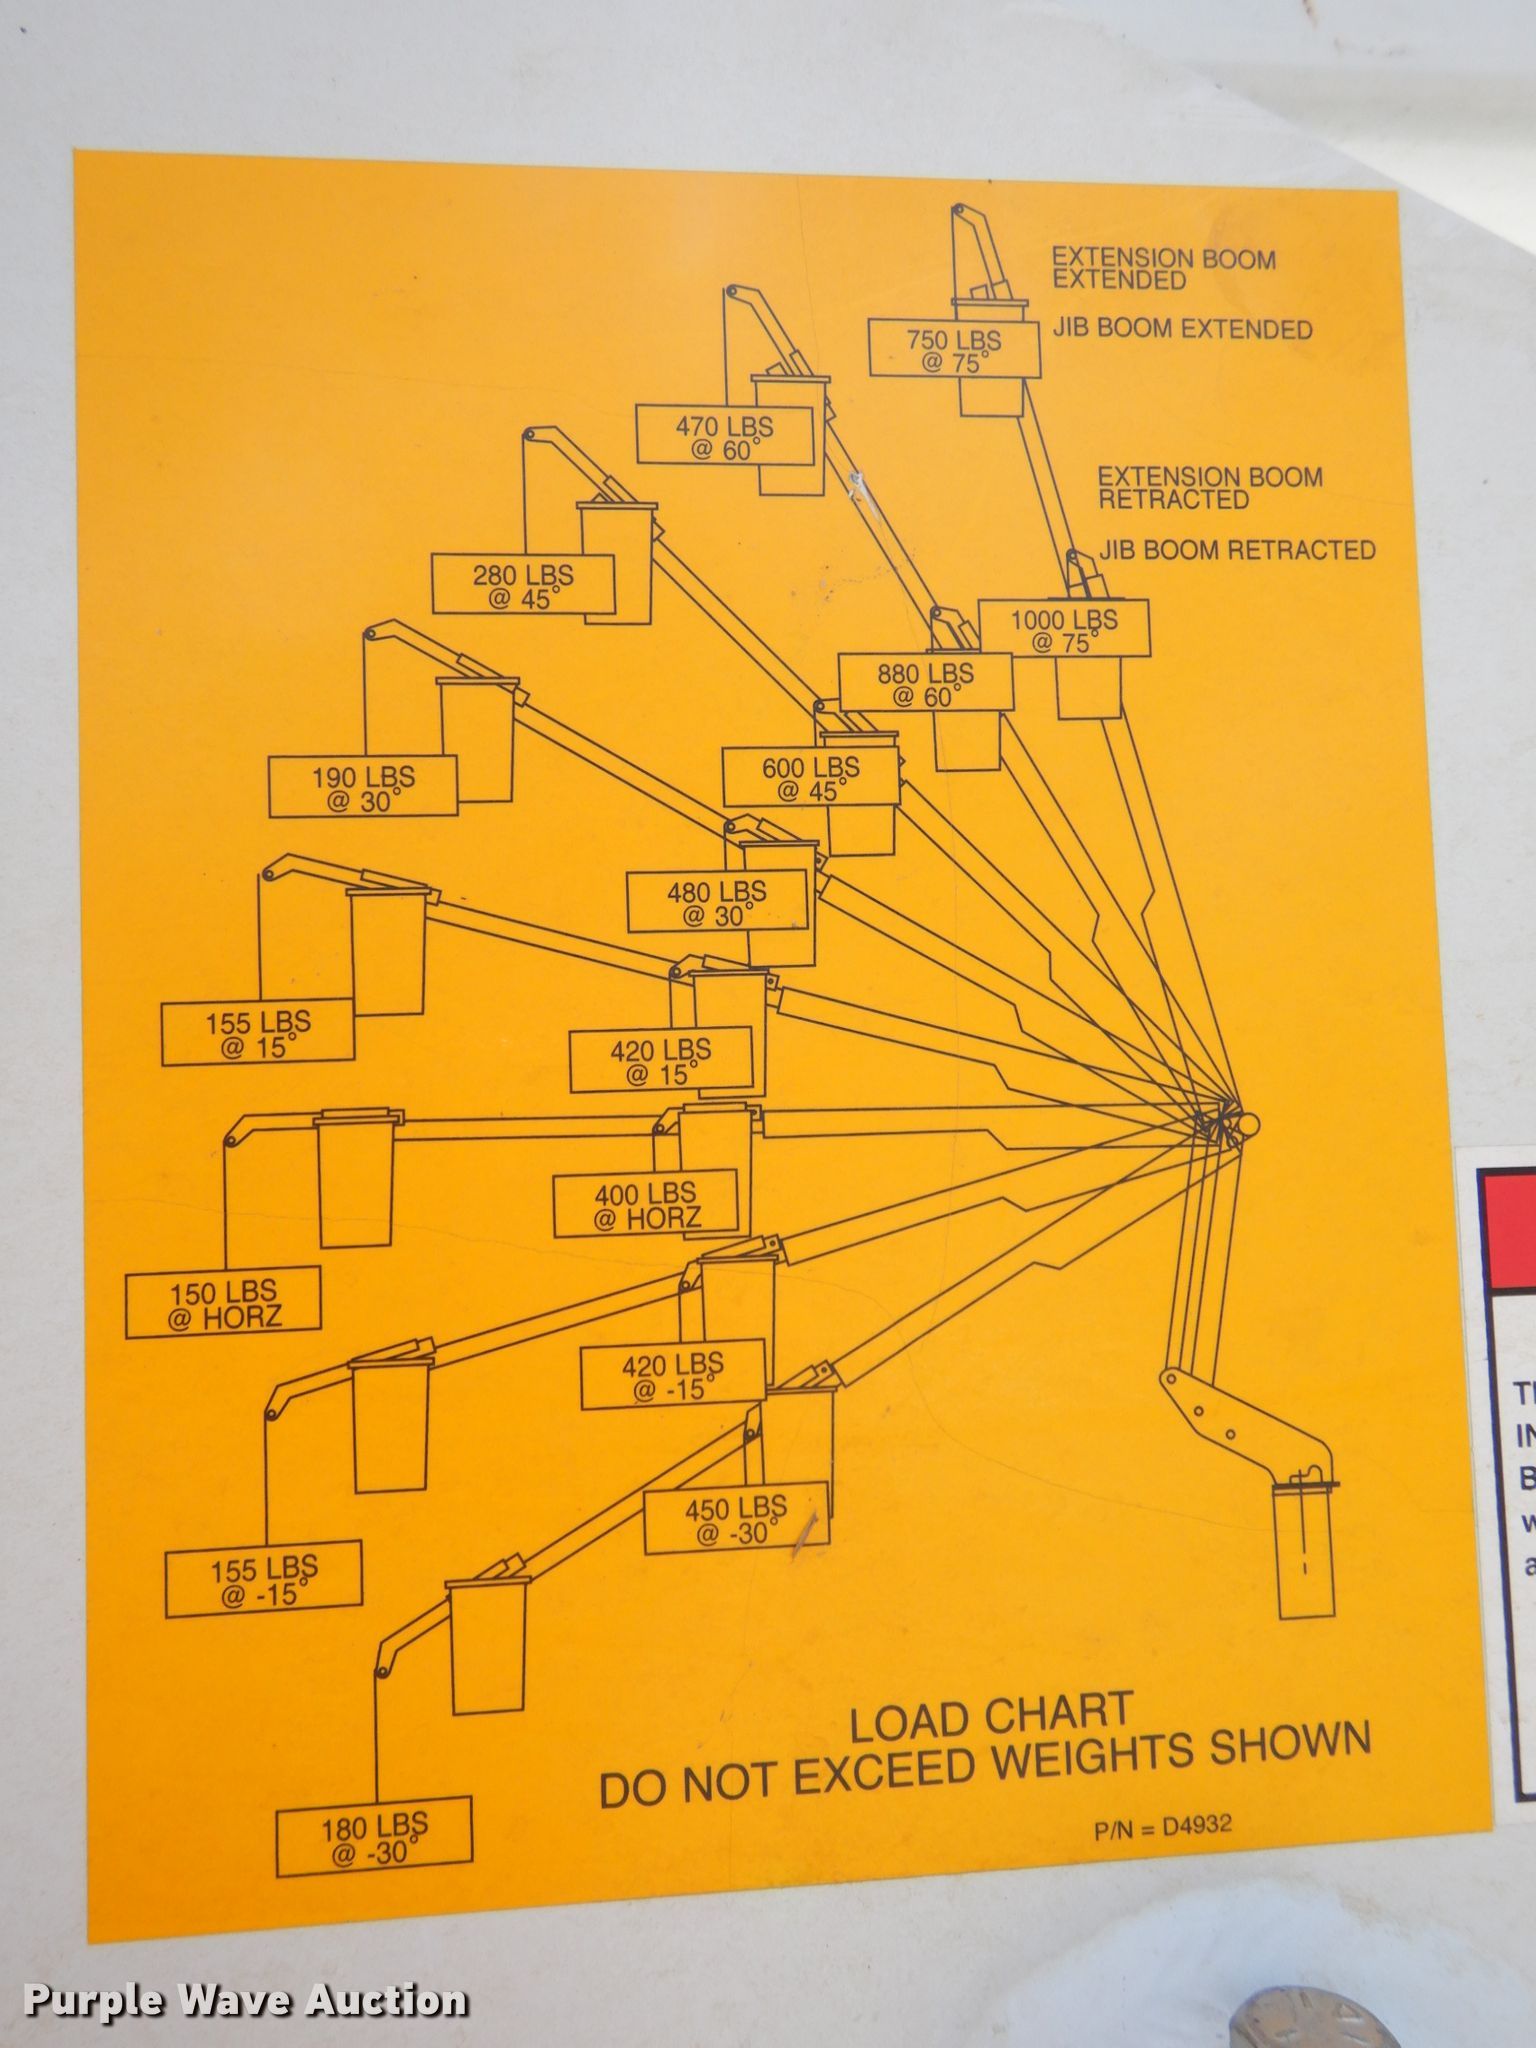 EXTENSION BOOM
EXTENDED
JIB BOOM EXTENDED
750 LBS
@ 75°
470 LBS
@ 60°
EXTENSION BOOM
RETRACTED
JIB BOOM RETRACTED
280 LBS
@ 45°
1000 LBS
@ 75°
880 LBS
@ 60°
190 LBS
@ 30°
600 LBS
@ 45°
480 LBS
@ 30°
155 LBS
@ 15°
420 LBS
@ 15°
400 LBS
@ HORZ
150 LBS
@ HORZ
420 LBS
@ -15°
450 LBS
@ -30°
155 LBS
@ -15°
180 LBS
@ -30°
LOAD CHART
DO NOT EXCEED WEIGHTS SHOWN
P/N = D4932
Purple Wave Auction